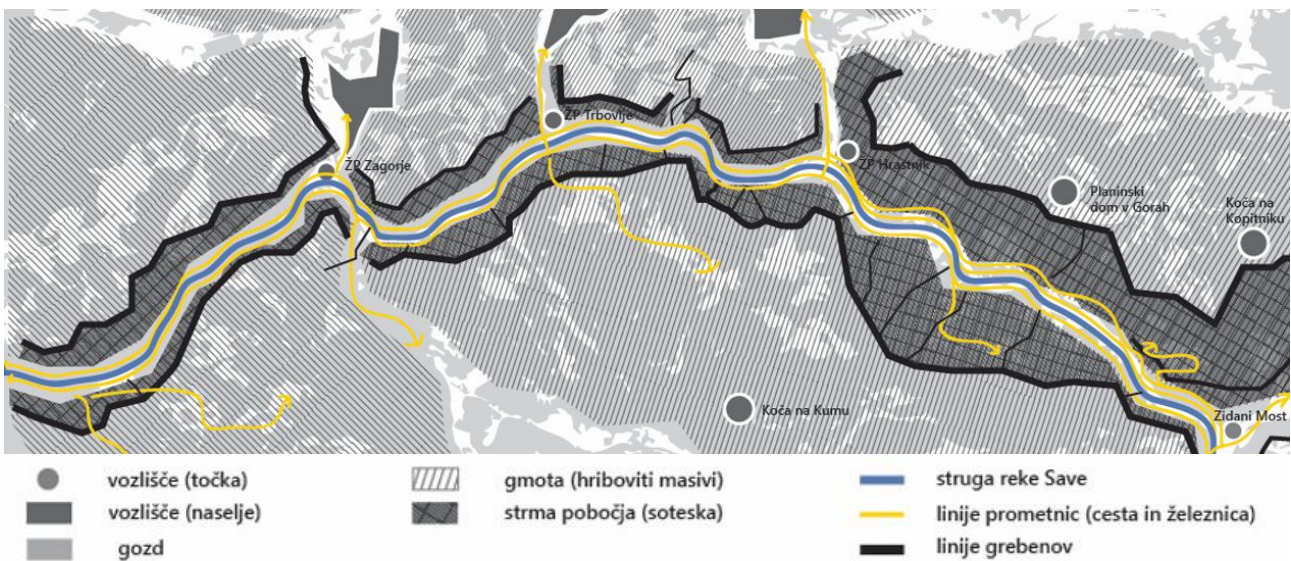 ŽP Zagorje
ŽP Trbovlje
ŽP Hrastnik
Planinski
dom v Gorah
Koča na
Kopitniku
Koča na Kumu
Zidani Most
vozlišče (točka)
vozlišče (naselje)
gozd
gmota (hriboviti masivi)
strma pobočja (soteska)
struga reke Save
linije prometnic (cesta in železnica)
linije grebenov